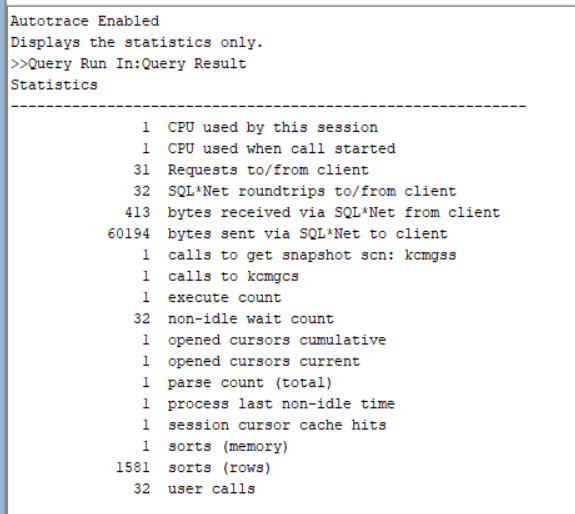 Autotrace Enabled
Displays the statistics only.
>>Query Run In:Query Result
Statistics
-----------------------------------------------------------
1 CPU used by this session
1 CPU used when call started
31 Requests to/from client
32 SQL*Net roundtrips to/from client
413 bytes received via SQL*Net from client
60194 bytes sent via SQL*Net to client
1 calls to get snapshot scn: kcmgss
1 calls to kcmgcs
1 execute count
32 non-idle wait count
1 opened cursors cumulative
1 opened cursors current
1 parse count (total)
1 process last non-idle time
1 session cursor cache hits
1 sorts (memory)
1581 sorts (rows)
32 user calls